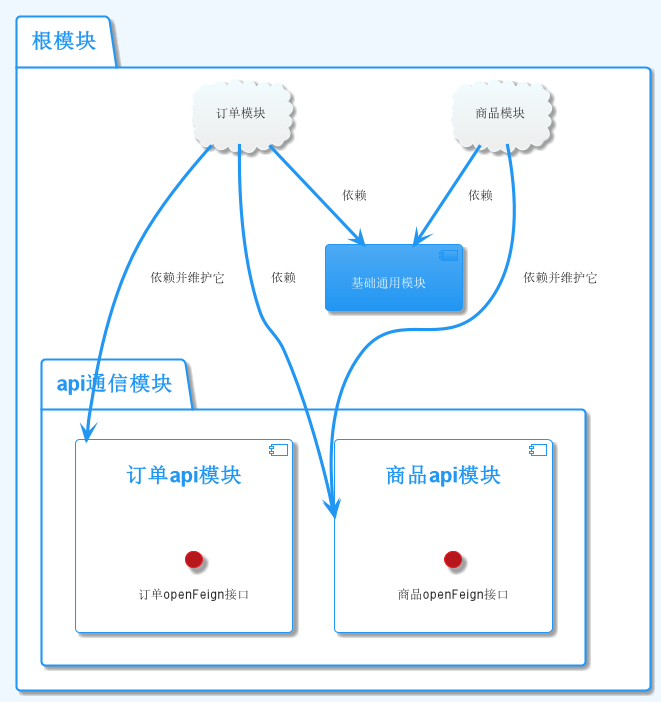 根模块
订单模块
商品模块
依赖
依赖
依赖并维护它
依赖
依赖并维护它
基础通用模块
api通信模块
订单api模块
商品api模块
订单openFeign接口
商品openFeign接口